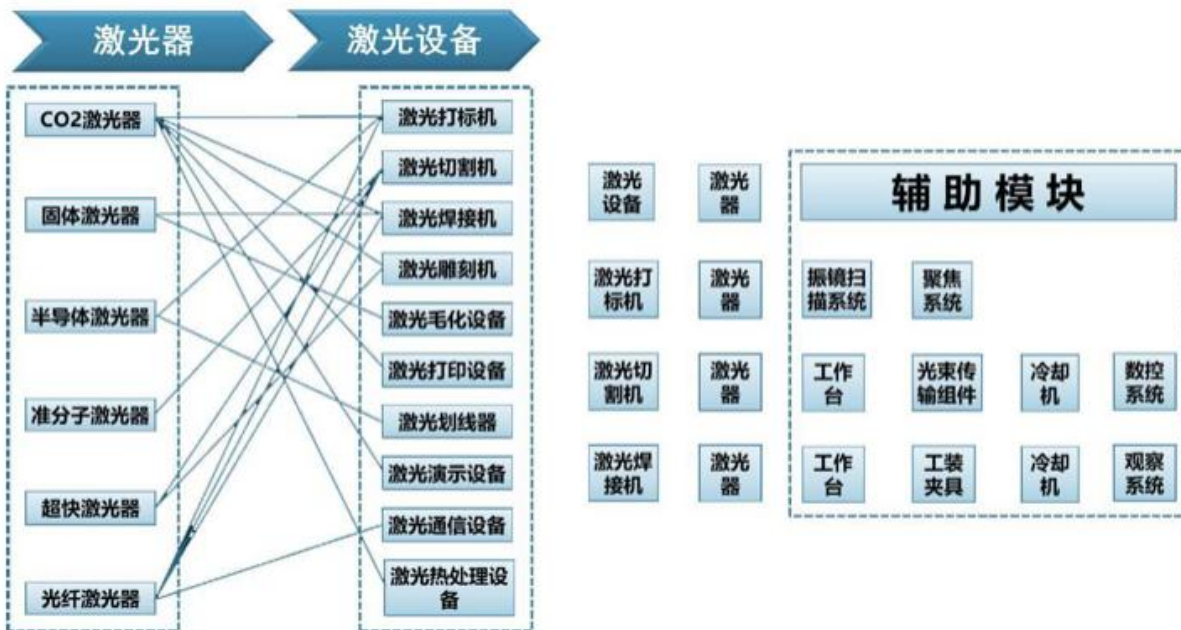 激光器
激光设备
CO2激光器
固体激光器
半导体激光器
准分子激光器
超快激光器
光纤激光器
激光打标机
激光切割机
激光焊接机
激光雕刻机
激光毛化设备
激光打印设备
激光划线器
激光演示设备
激光通信设备
激光热处理设
备
激光
设备
激光
器
辅助模块
激光打
标机
激光
器
振镜扫
描系统
聚焦
系统
激光切
割机
激光
器
工作
台
光束传
输组件
冷却
机
数控
系统
激光焊
接机
激光
器
工作
台
工装
夹具
冷却
机
观察
系统